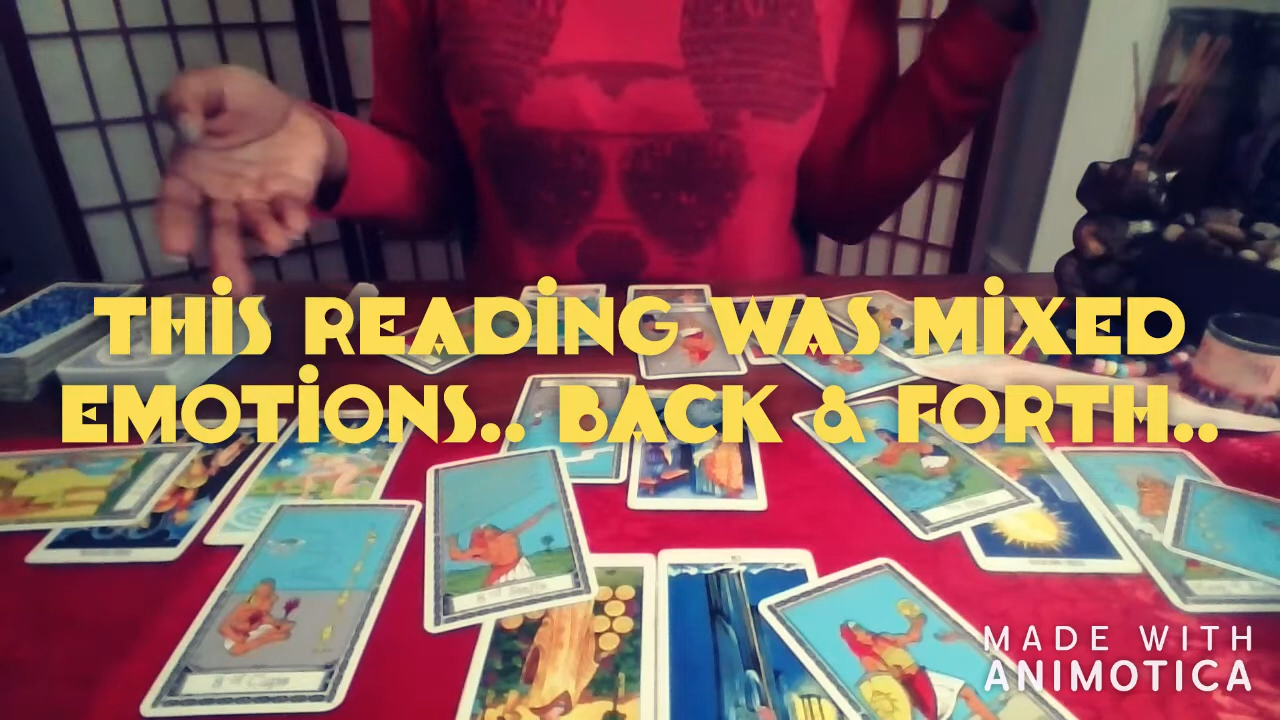 THIS READING WAS MIXED
EMOTIONS.. BACK & FORTH..
MADE WITH
ANIMOTICA